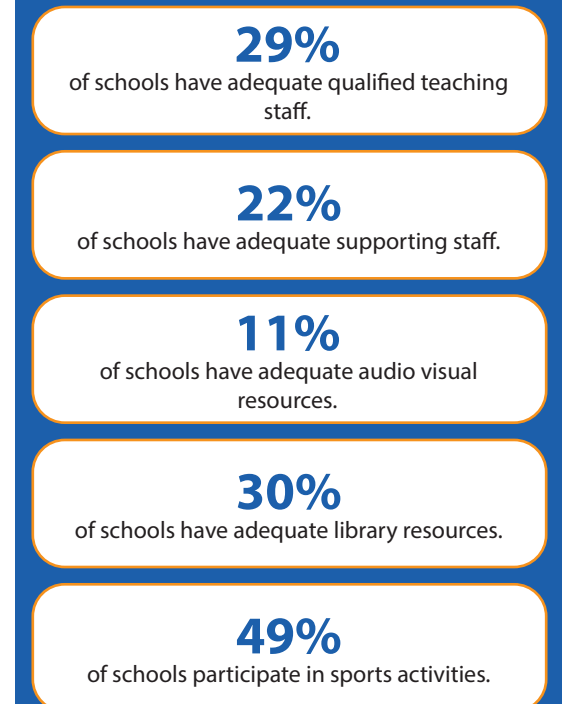 29%
of schools have adequate qualified teaching
staff.
22%
of schools have adequate supporting staff.
11%
of schools have adequate audio visual
resources.
30%
of schools have adequate library resources.
49%
of schools participate in sports activities.